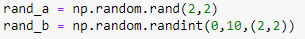 rand_a = np.random.rand(2,2)
rand_b = np.random.randint(0,10,(2,2))